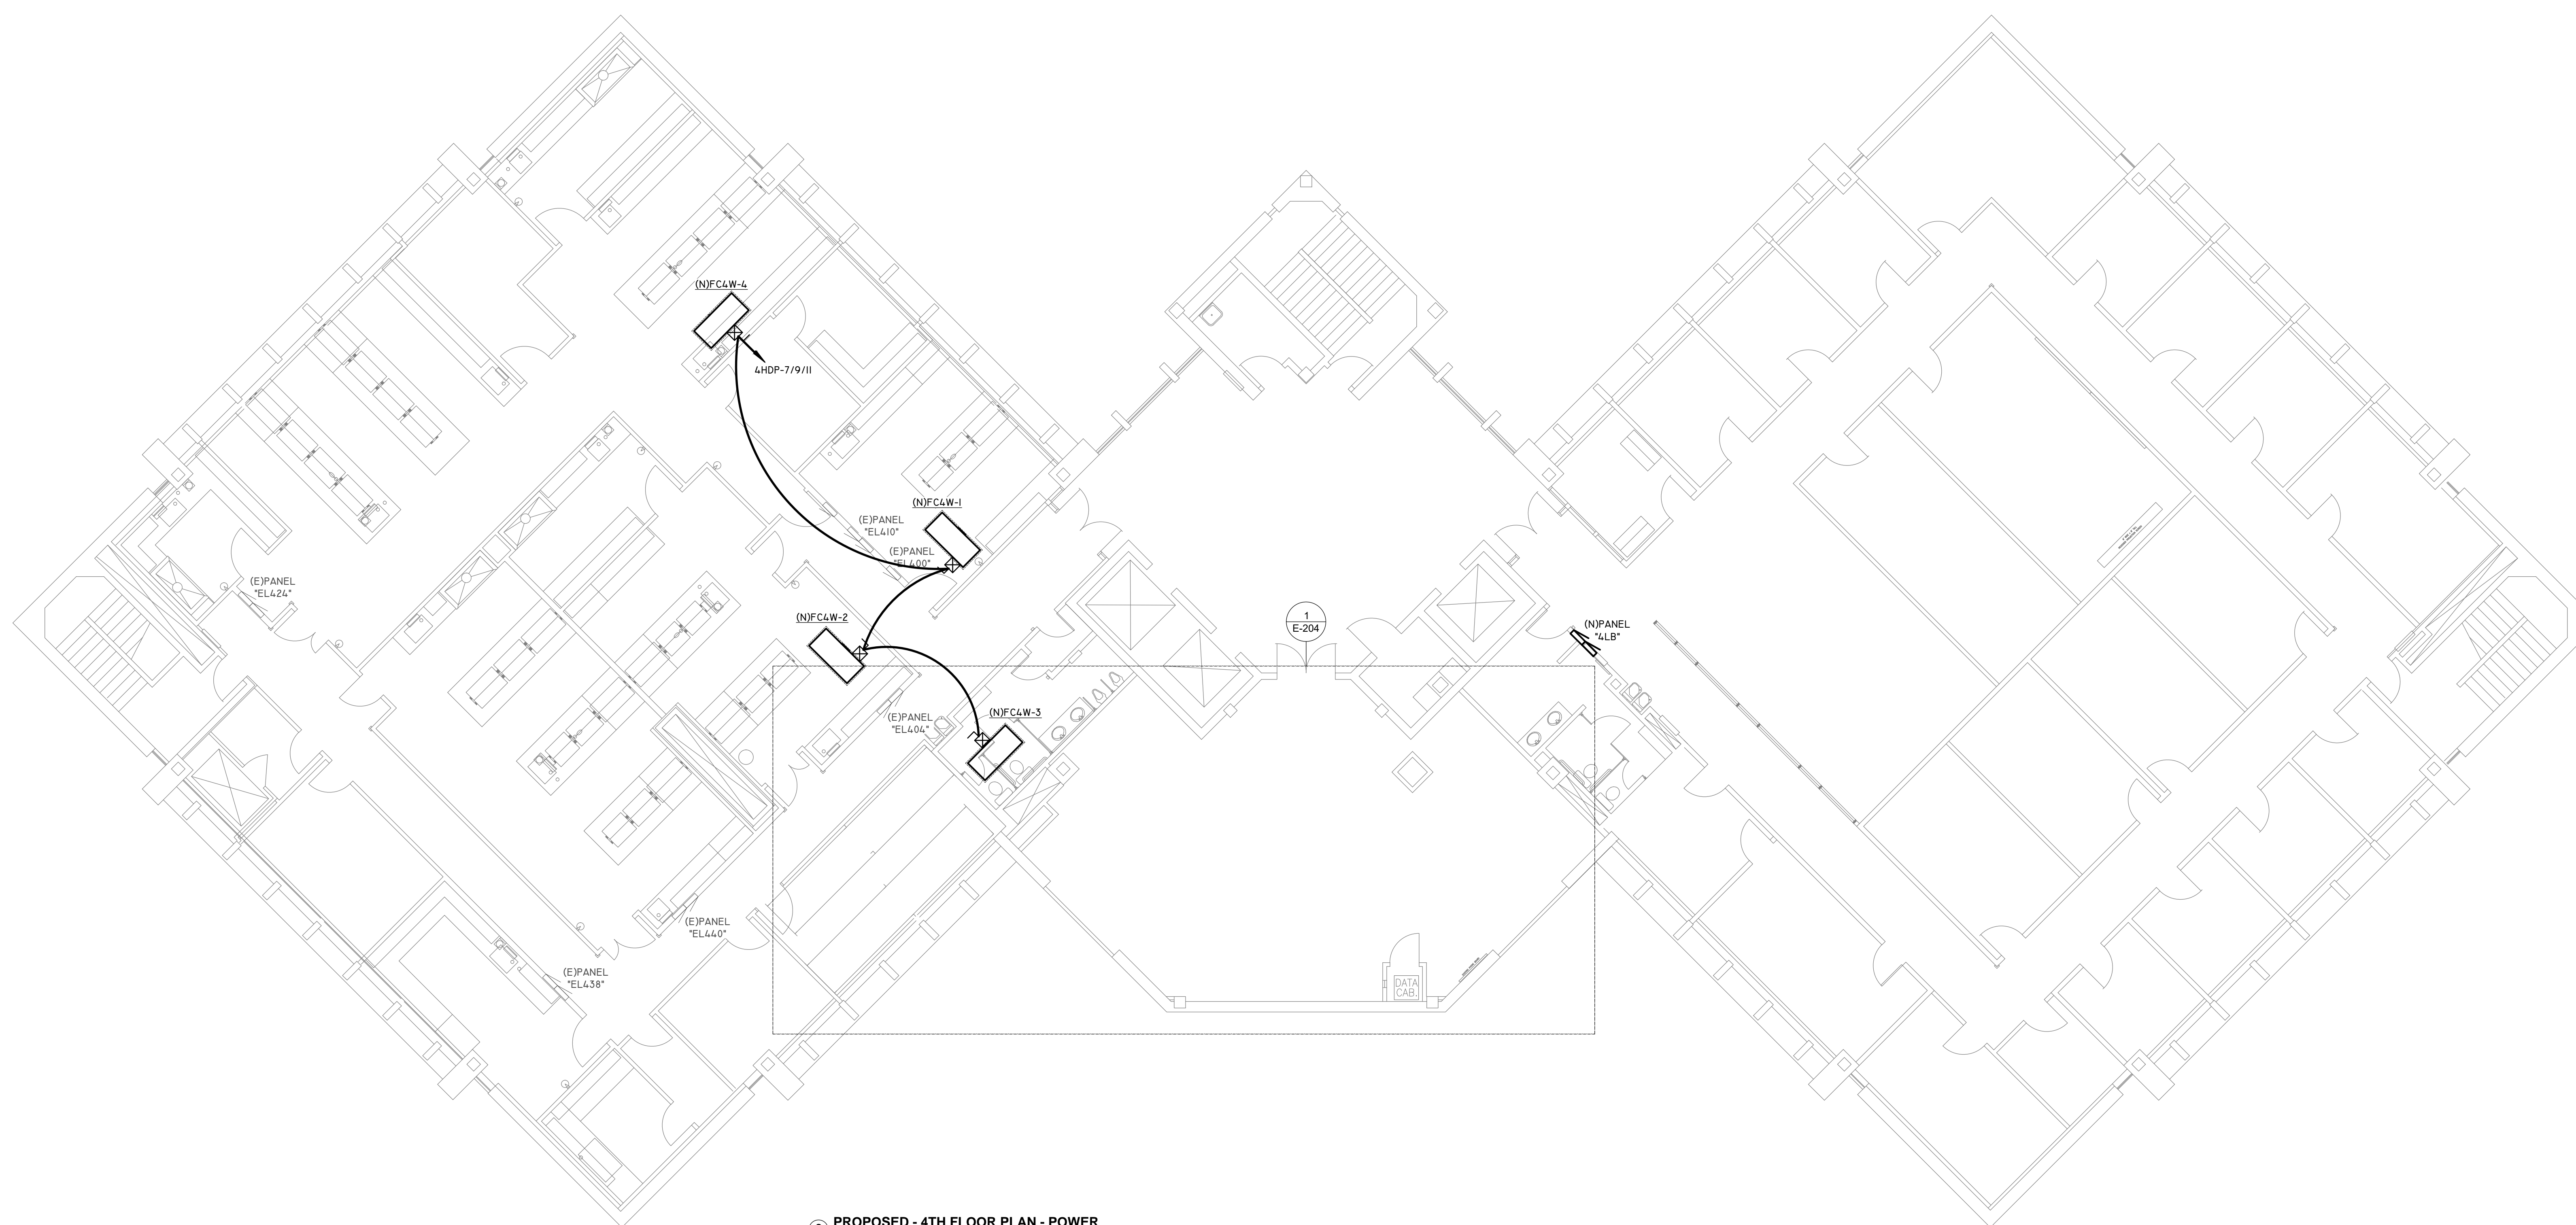 (N)FC4W-4
4HDP-7/9/11
(N)FC4W-1
(E)PANEL
"EL410"
(E)PANEL
"EL400"
(E)PANEL
"EL424"
(N)FC4W-2
1
E-204
(N)PANEL
"4LB"
(E)PANEL
"EL404"
(N)FC4W-3
(E)PANEL
"EL440"
(E)PANEL
"EL438"
DATA
CAB.
PROPOSED - 4TH FLOOR PLAN - POWER